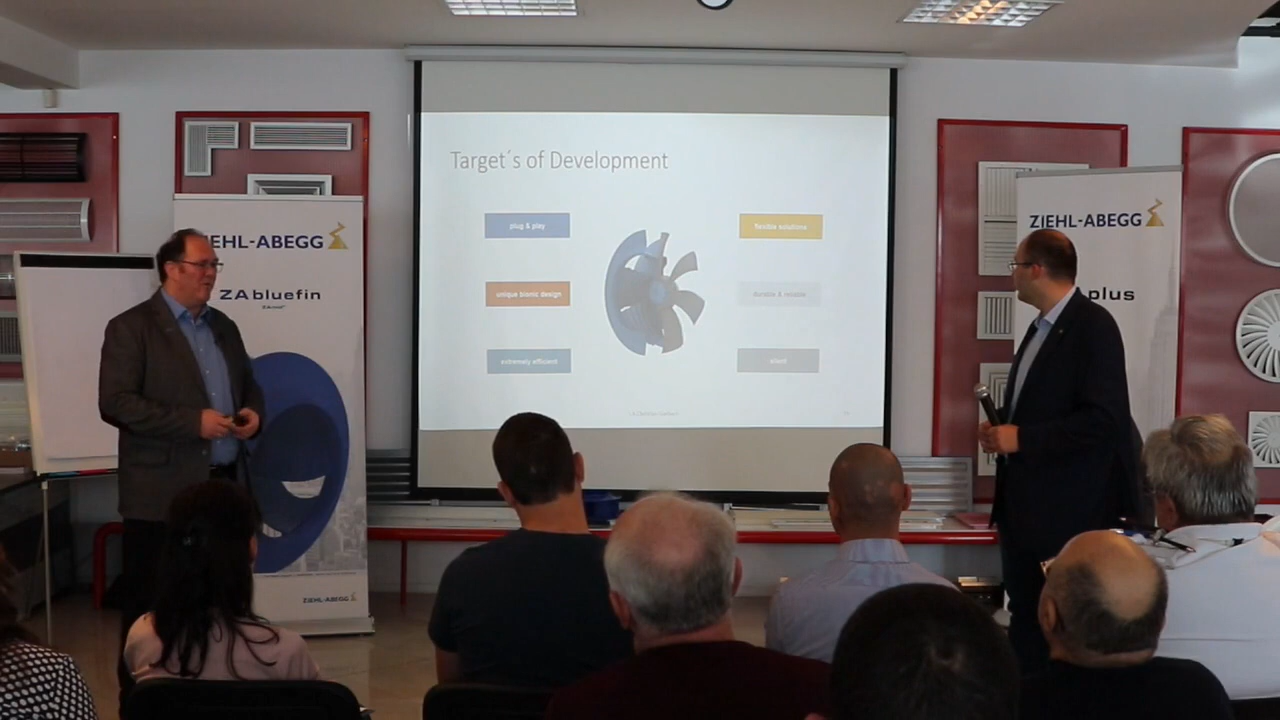 Target´s of Development
plug & play
flexible solutions
unique bionic design
durable & reliable
extremely efficient
silent
ZIEHL-ABEGG
ZAbluefin
ZIEHL-ABEGG
ZIEHL-ABEGG
plus